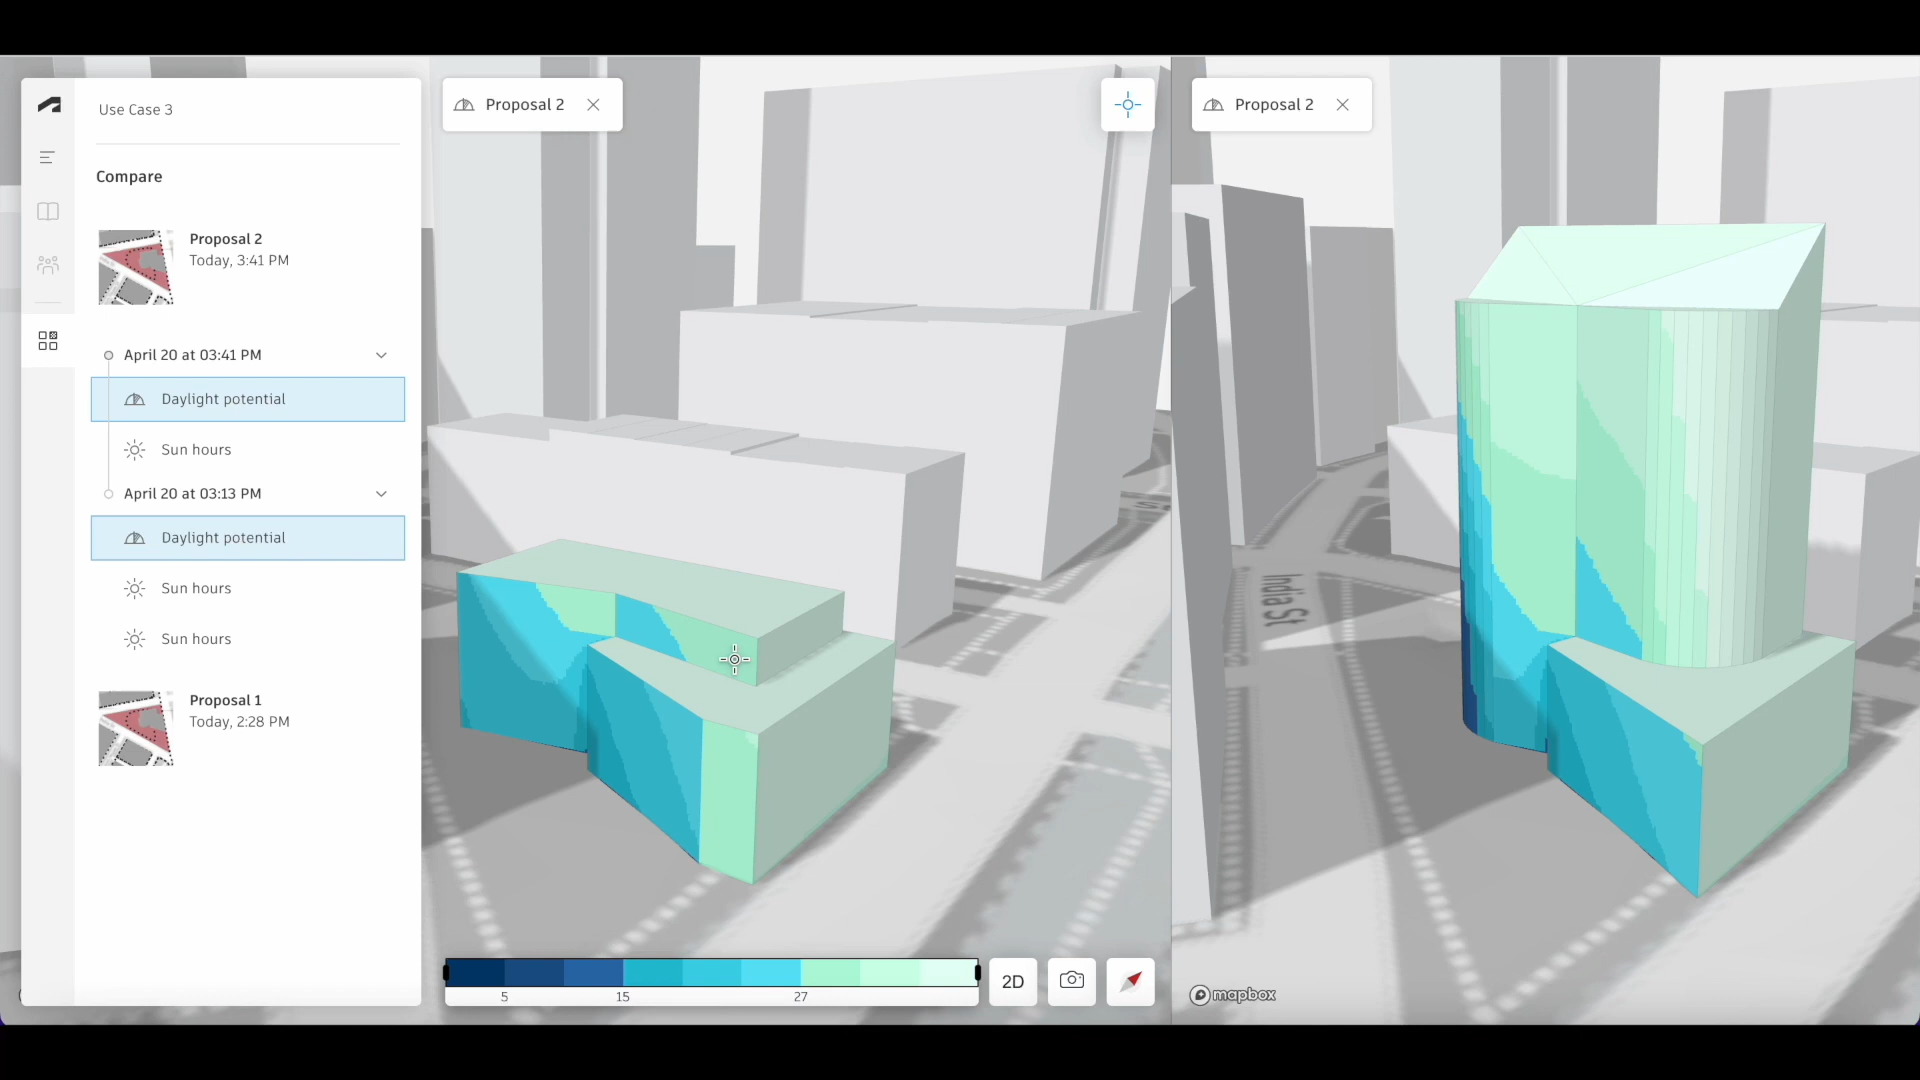 Use Case 3
Compare
Proposal 2
Today, 3:41 PM
April 20 at 03:41 PM
Daylight potential
Sun hours
April 20 at 03:13 PM
Daylight potential
Sun hours
Sun hours
Proposal 1
Today, 2:28 PM
Proposal 2
Proposal 2
India St
5
15
27
2D
mapbox